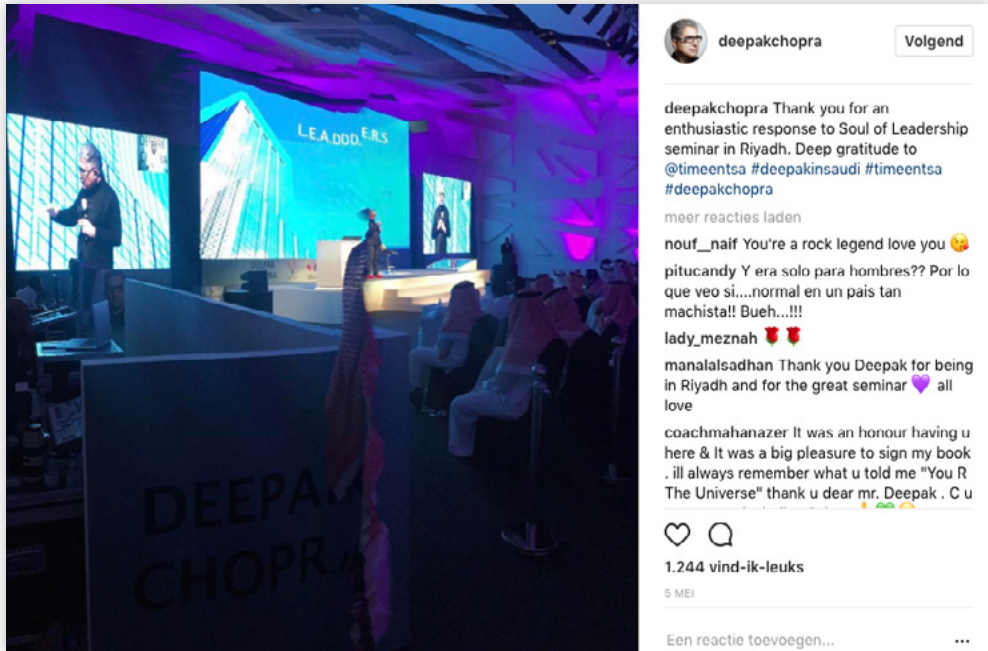 L.E.A.DD D. E.R.S
DEEPAK
CHOPR
deepakchopra
Volgend
deepakchopra Thank you for an
enthusiastic response to Soul of Leadership
seminar in Riyadh. Deep gratitude to
@timeentsa #deepakinsaudi #timeentsa
#deepakchopra
meer reacties laden
nouf__naif You're a rock legend love you 😘
pitucandy Y era solo para hombres?? Por lo
que veo si....normal en un pais tan
machista!! Bueh...!!!
lady_meznah 🌹 🌹
manalalsadhan Thank you Deepak for being
in Riyadh and for the great seminar 💜 all
love
coachmahanazer It was an honour having u
here & It was a big pleasure to sign my book
. ill always remember what u told me "You R
The Universe" thank u dear mr. Deepak . C u
1.244 vind-ik-leuks
5 MEI
Een reactie toevoegen...